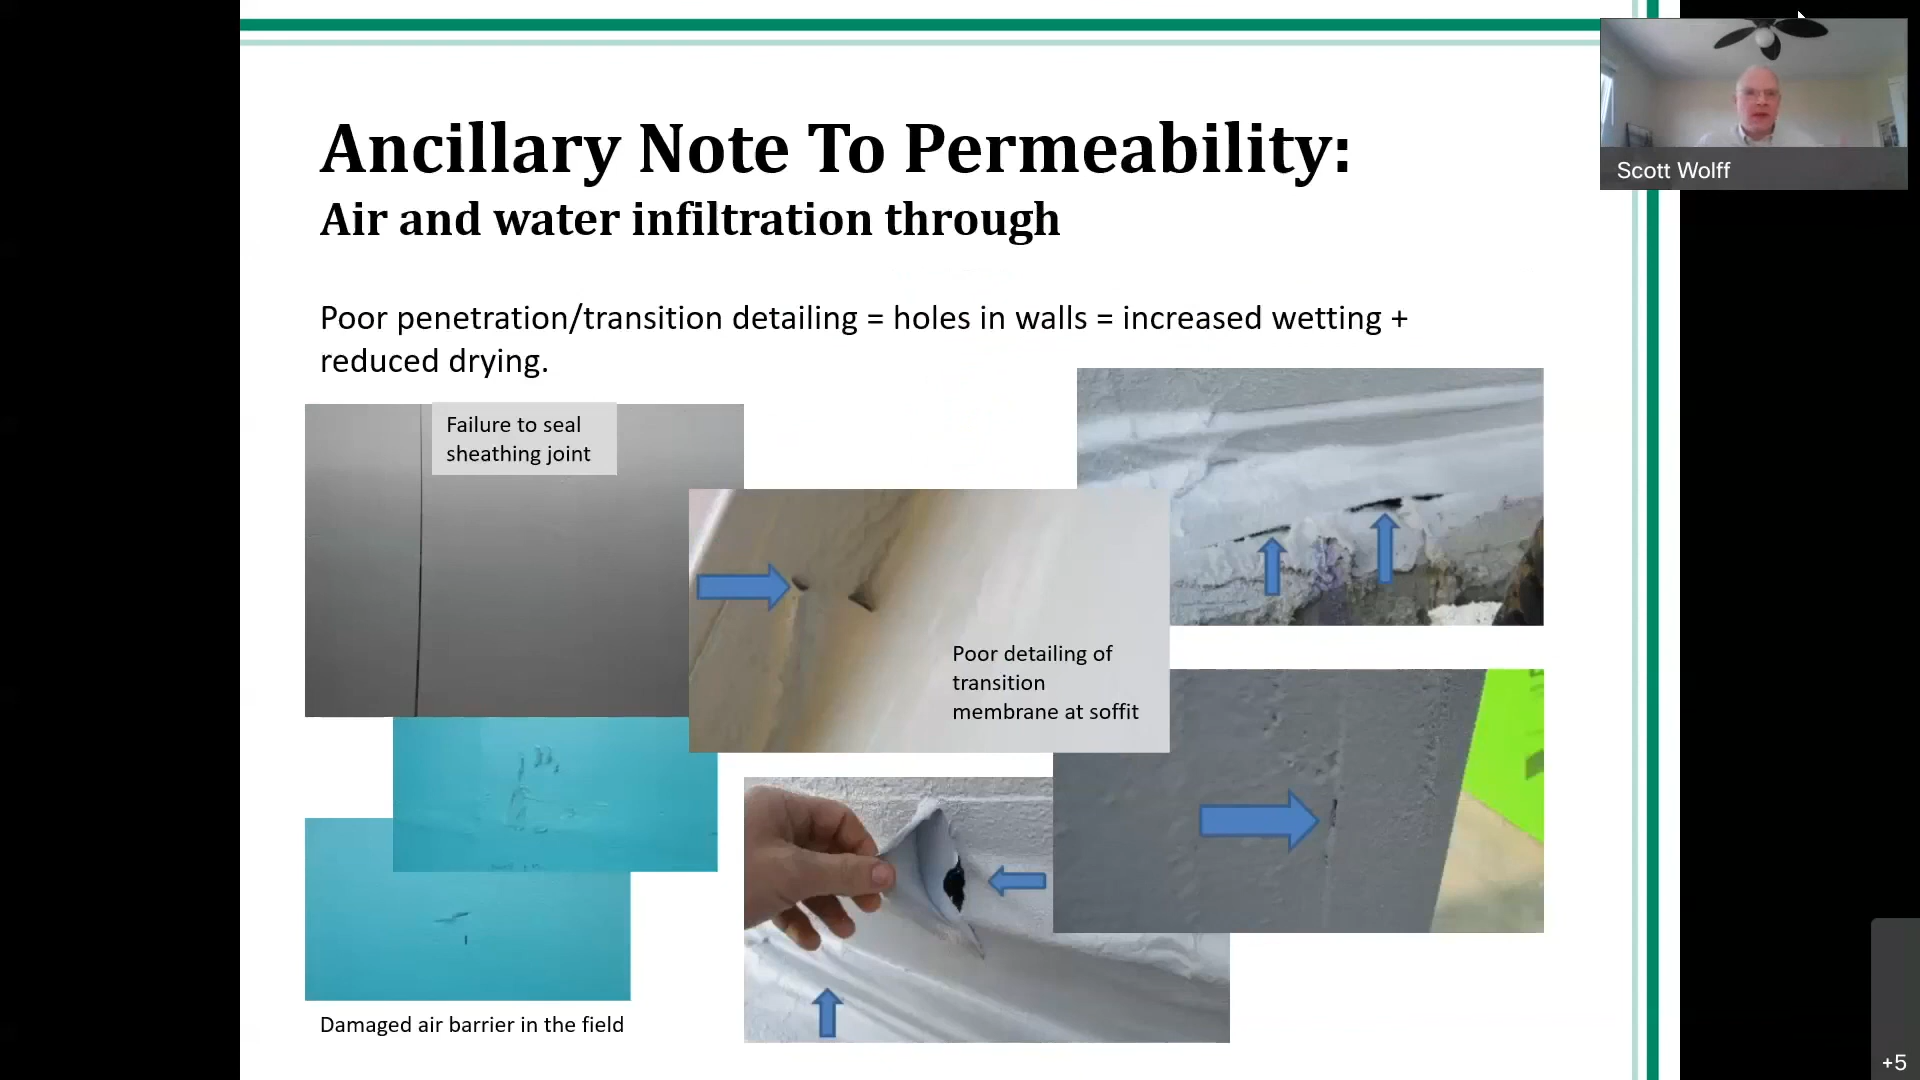 Ancillary Note To Permeability:
Air and water infiltration through
Poor penetration/transition detailing = holes in walls = increased wetting +
reduced drying.
Failure to seal
sheathing joint
Poor detailing of
transition
membrane at soffit
Damaged air barrier in the field
Scott Wolff
+5